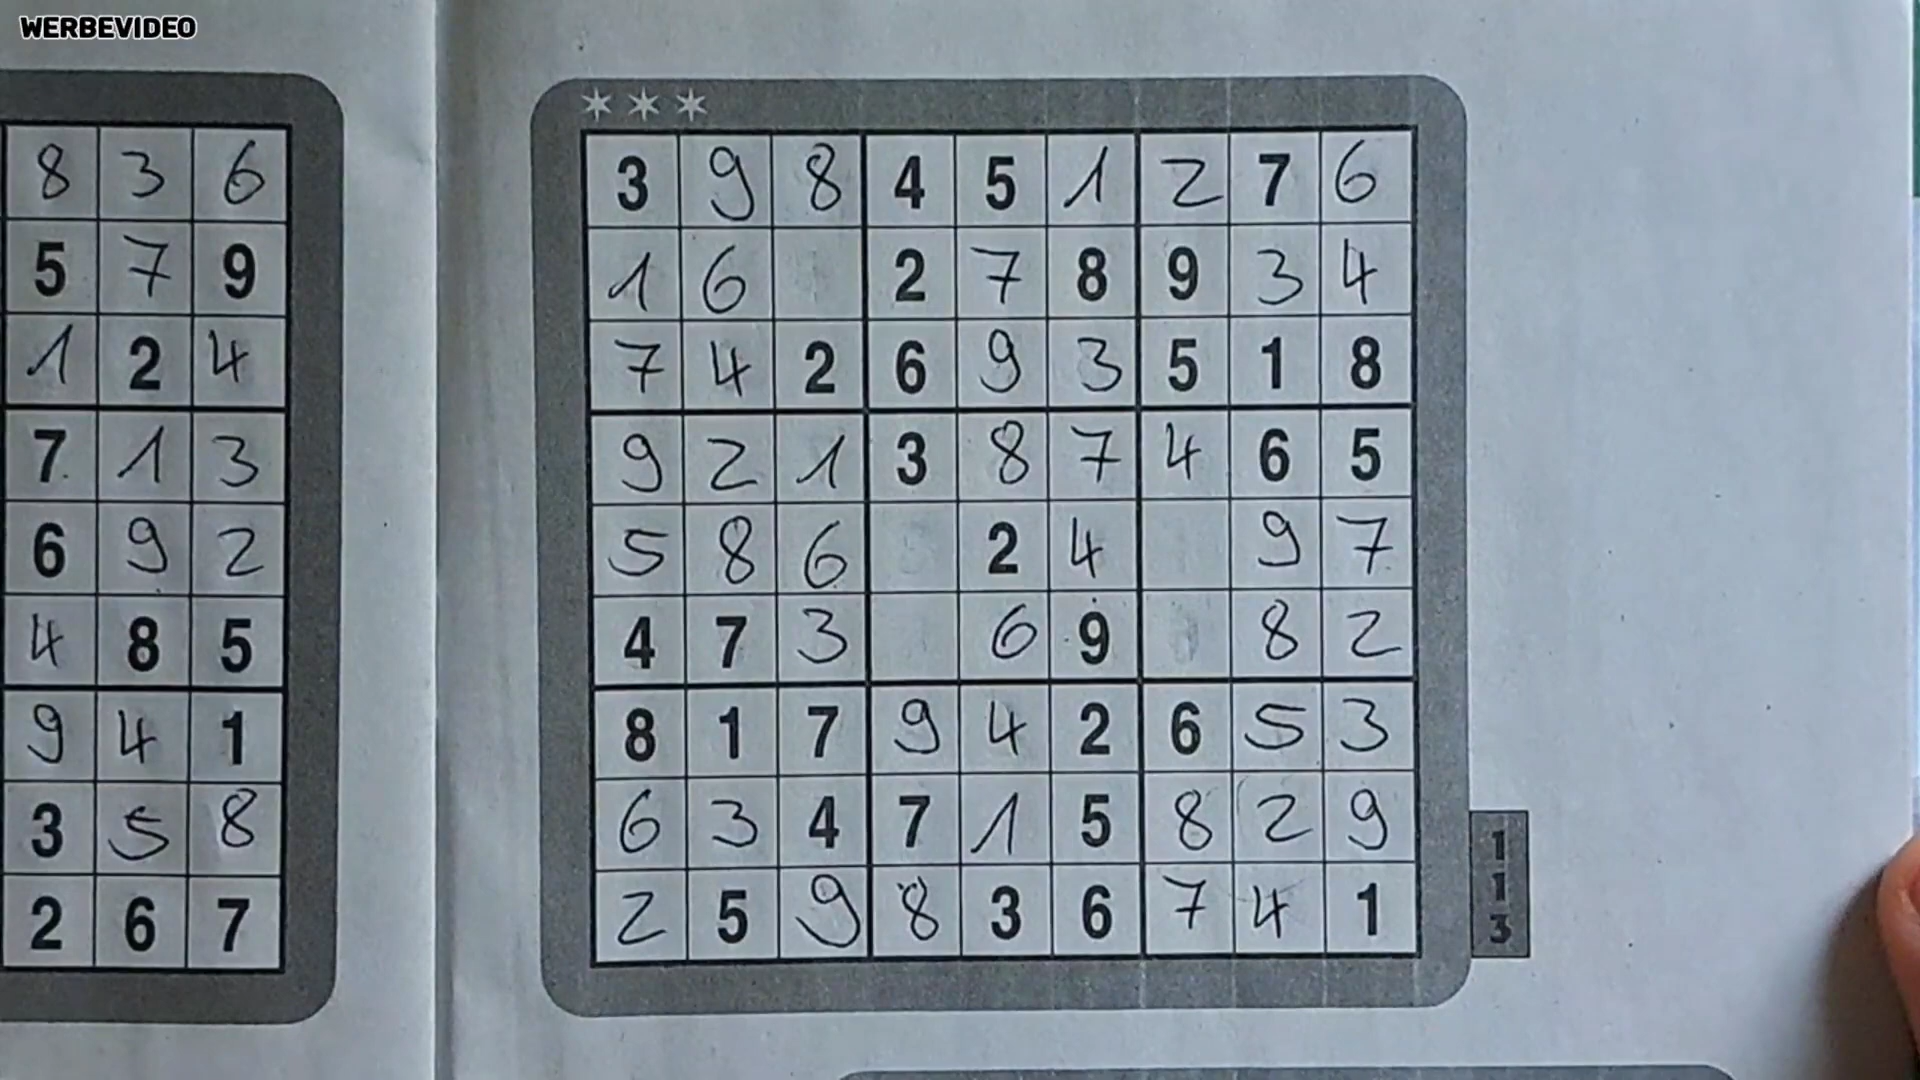 WERBEVIDEO
8 3 6
5 7 9
1 2 4
7 1 3
6 9 2
4 8 5
9 4 1
3 5 8
2 6 7
3 9 8 4 5 1 2 7 6
1 6 2 7 8 9 3 4
7 4 2 6 9 3 5 1 8
9 2 1 3 8 7 4 6 5
5 8 6 2 4 9 7
4 7 3 6 9 8 2
8 1 7 9 4 2 6 5 3
6 3 4 7 1 5 8 2 9
2 5 9 8 3 6 7 4 1
1
1
3